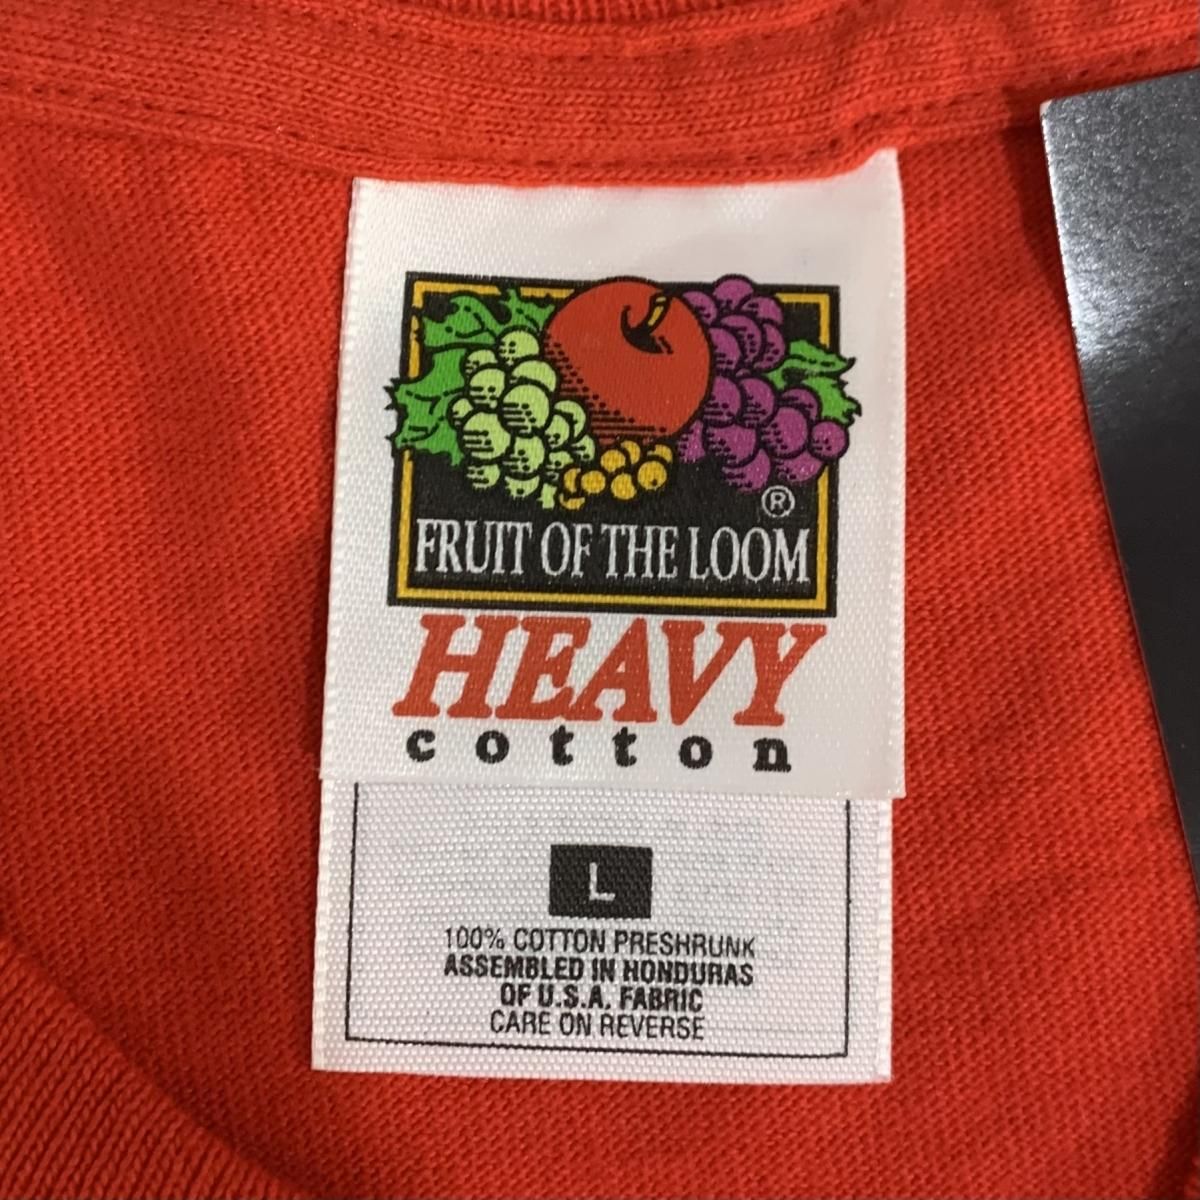 ®
FRUIT OF THE LOOM
HEAVY
cotton
L
100% COTTON PRESHRUNK
ASSEMBLED IN HONDURAS
OF U.S.A. FABRIC
CARE ON REVERSE